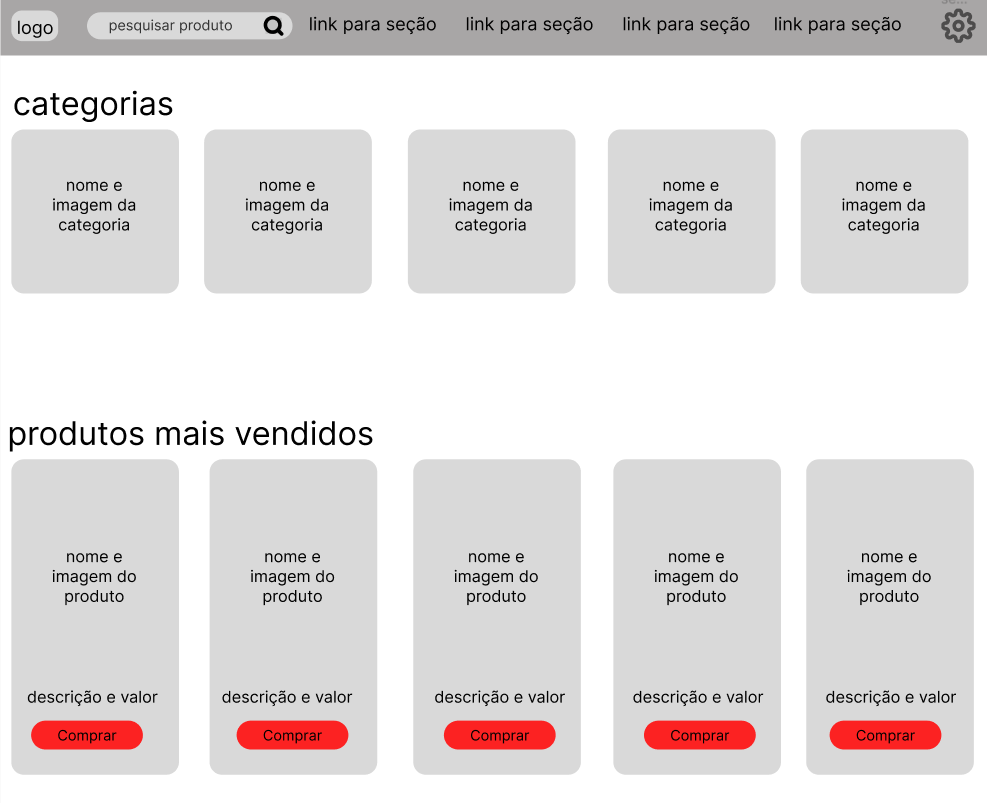 logo
pesquisar produto
link para seção
link para seção
link para seção
link para seção
categorias
nome e
imagem da
categoria
nome e
imagem da
categoria
nome e
imagem da
categoria
nome e
imagem da
categoria
nome e
imagem da
categoria
produtos mais vendidos
nome e
imagem do
produto
descrição e valor
Comprar
nome e
imagem do
produto
descrição e valor
Comprar
nome e
imagem do
produto
descrição e valor
Comprar
nome e
imagem do
produto
descrição e valor
Comprar
nome e
imagem do
produto
descrição e valor
Comprar